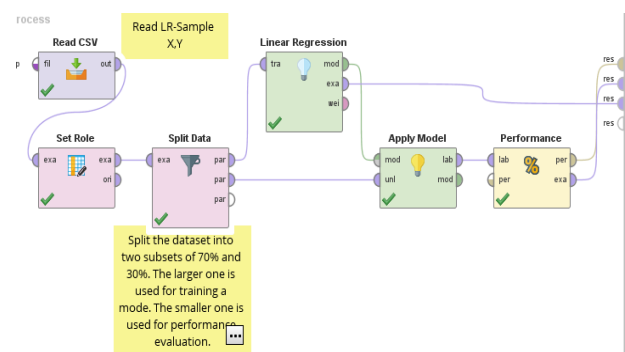 rocess
Read LR-Sample
X,Y
Read CSV
Linear Regression
res
p
fil
out
tra
mod
exa
wei
res
res
res
Set Role
Split Data
Apply Model
Performance
exa
exa
ori
exa
par
par
par
mod
unl
lab
mod
lab
per
%
per
exa
Split the dataset into
two subsets of 70% and
30%. The larger one is
used for training a
mode. The smaller one is
used for performance
evaluation.